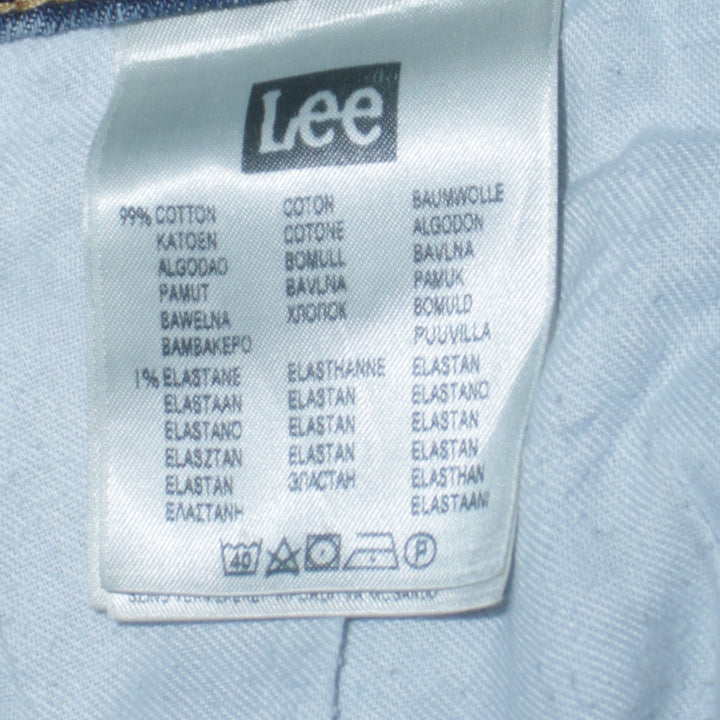 Lee
99% COTTON COTON BAUMWOLLE
KATOEN COTONE ALGODON
ALGODAO BOMULL BAVLNA
PAMUT BAVLNA PAMUK
BAWELNA ХЛОПОК BOMULD
BAMBAKEPO PUUVILLA
1% ELASTANE ELASTHANNE ELASTAN
ELASTAAN ELASTAN ELASTANO
ELASTANO ELASTAN ELASTAN
ELASZTAN ELASTAN ELASTAN
ELASTAN ЭЛАСТАН ELASTHAN
ΕΛΑΣΤΑΝΗ ELASTAANI
40 P